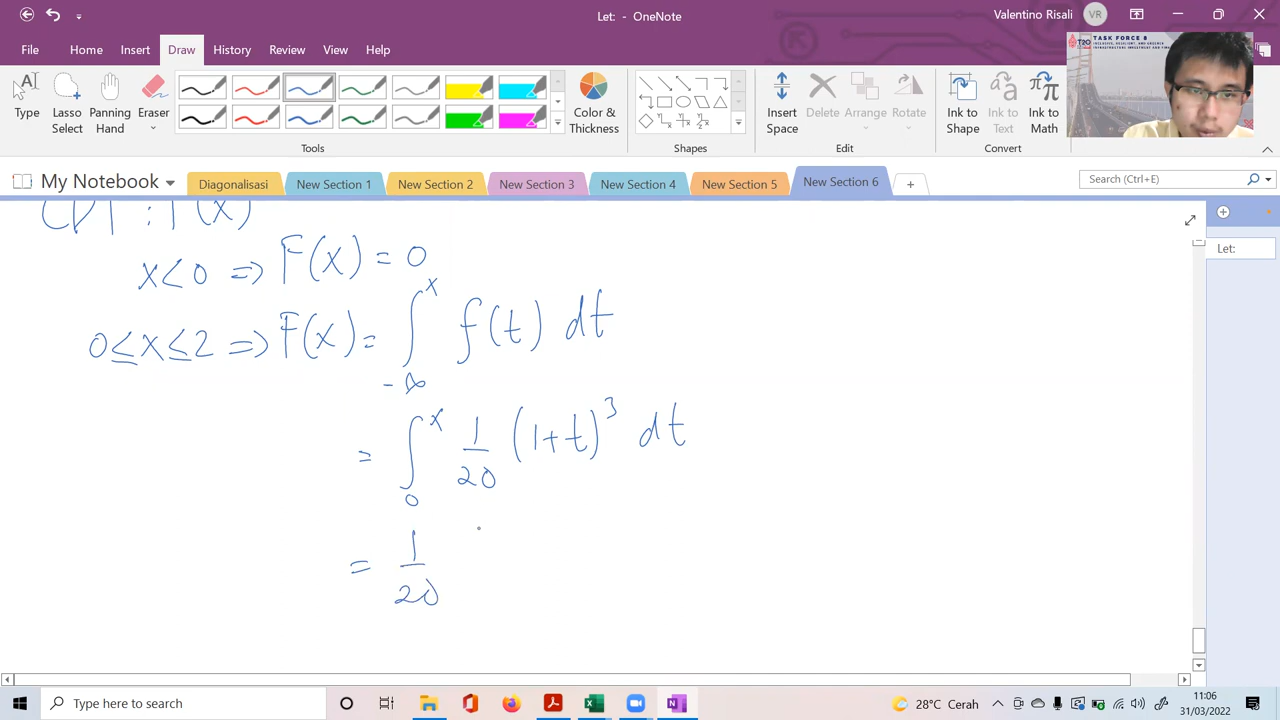 Let: - OneNote
Valentino Risali VR
TASK FORCE 8
File Home Insert Draw History Review View Help
Type
Lasso Select
Panning Hand
Eraser
Color & Thickness
Insert Space
Delete
Arrange
Rotate
Ink to Shape
Ink to Text
Ink to Math
Tools
Shapes
Edit
Convert
My Notebook
Diagonalisasi
New Section 1
New Section 2
New Section 3
New Section 4
New Section 5
New Section 6
Search (Ctrl+E)
Let:
x<0 => F(x) = 0
0≤x≤2 => F(x) = ∫_{-∞}^{x} f(t) dt
= ∫_{0}^{x} 1/20 (1+t)^3 dt
= 1/20
Type here to search
28°C Cerah
11:06
31/03/2022